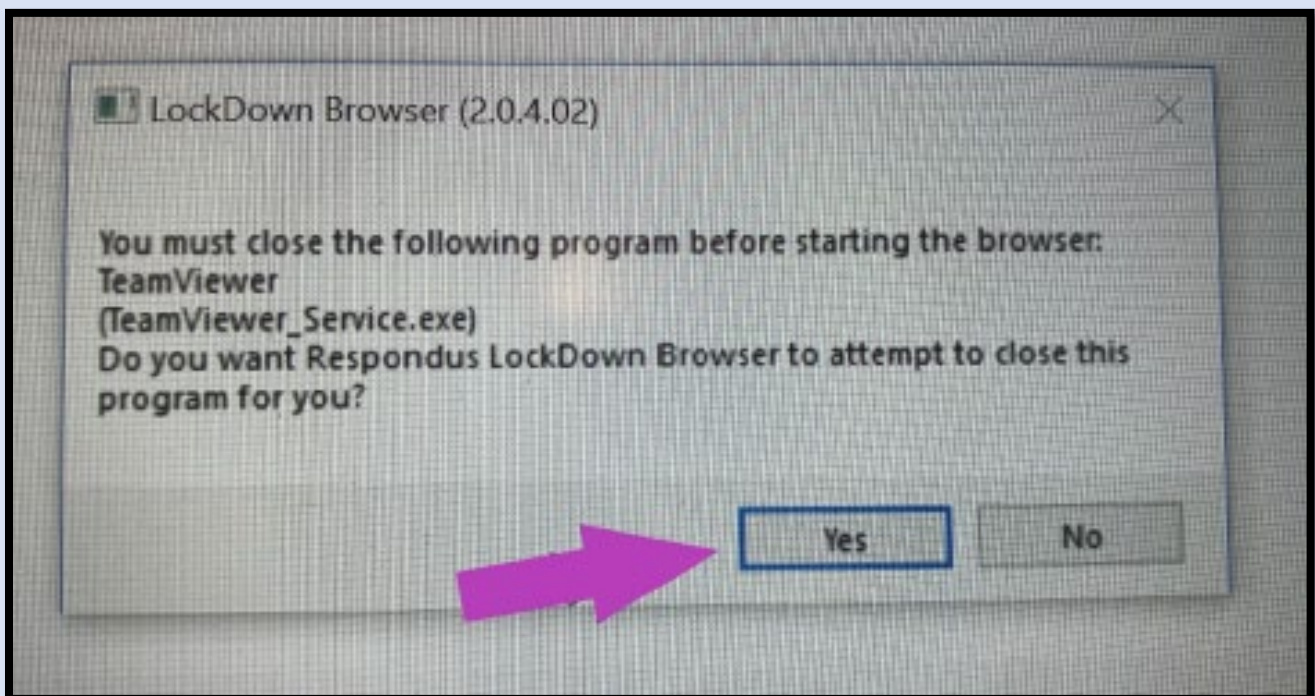 LockDown Browser (2.0.4.02)
You must close the following program before starting the browser:
TeamViewer
(TeamViewer_Service.exe)
Do you want Respondus LockDown Browser to attempt to close this
program for you?
Yes No